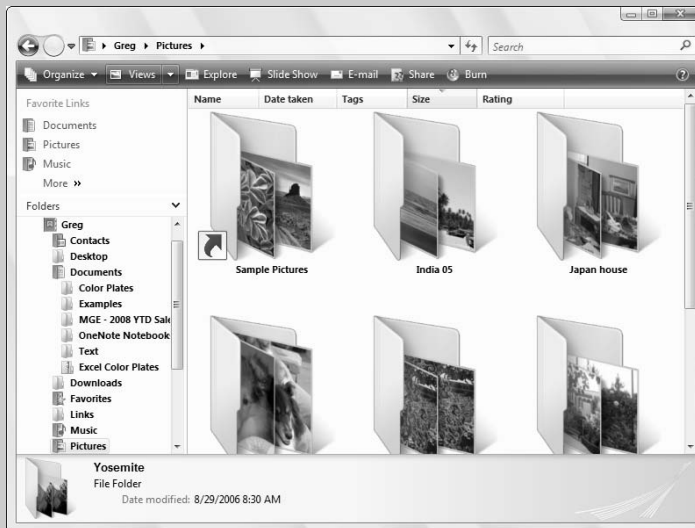 Greg Pictures
Search
Organize Views Explore Slide Show E-mail Share Burn
Favorite Links
Documents
Pictures
Music
More »
Folders
Greg
Contacts
Desktop
Documents
Color Plates
Examples
MGE - 2008 YTD Sale
OneNote Notebook
Text
Excel Color Plates
Downloads
Favorites
Links
Music
Pictures
Name Date taken Tags Size Rating
Sample Pictures India 05 Japan house
Yosemite
File Folder
Date modified: 8/29/2006 8:30 AM